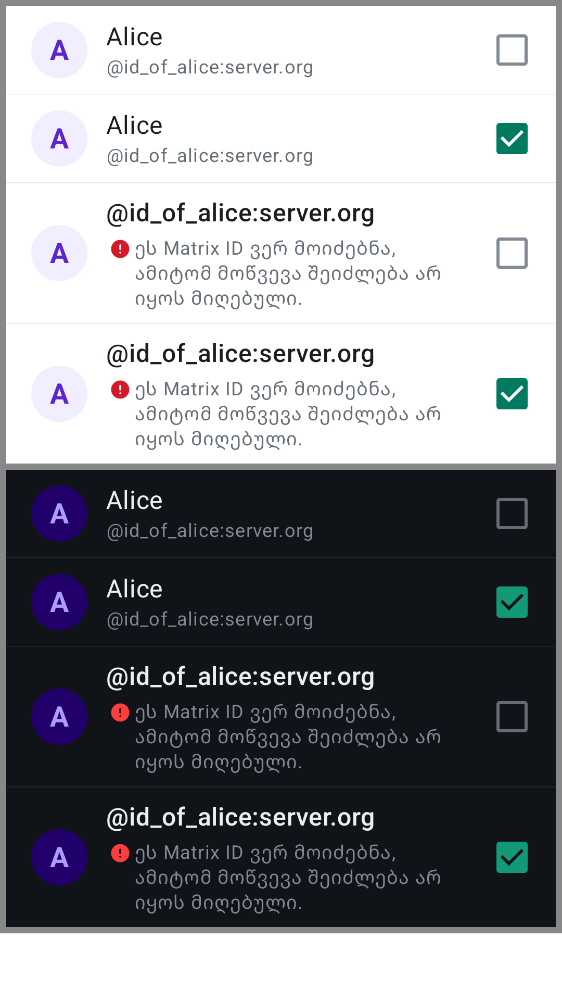 A
Alice
@id_of_alice:server.org
A
Alice
@id_of_alice:server.org
A
@id_of_alice:server.org
ეს Matrix ID ვერ მოიძებნა,
ამიტომ მოწვევა შეიძლება არ
იყოს მიღებული.
A
@id_of_alice:server.org
ეს Matrix ID ვერ მოიძებნა,
ამიტომ მოწვევა შეიძლება არ
იყოს მიღებული.
A
Alice
@id_of_alice:server.org
A
Alice
@id_of_alice:server.org
A
@id_of_alice:server.org
ეს Matrix ID ვერ მოიძებნა,
ამიტომ მოწვევა შეიძლება არ
იყოს მიღებული.
A
@id_of_alice:server.org
ეს Matrix ID ვერ მოიძებნა,
ამიტომ მოწვევა შეიძლება არ
იყოს მიღებული.